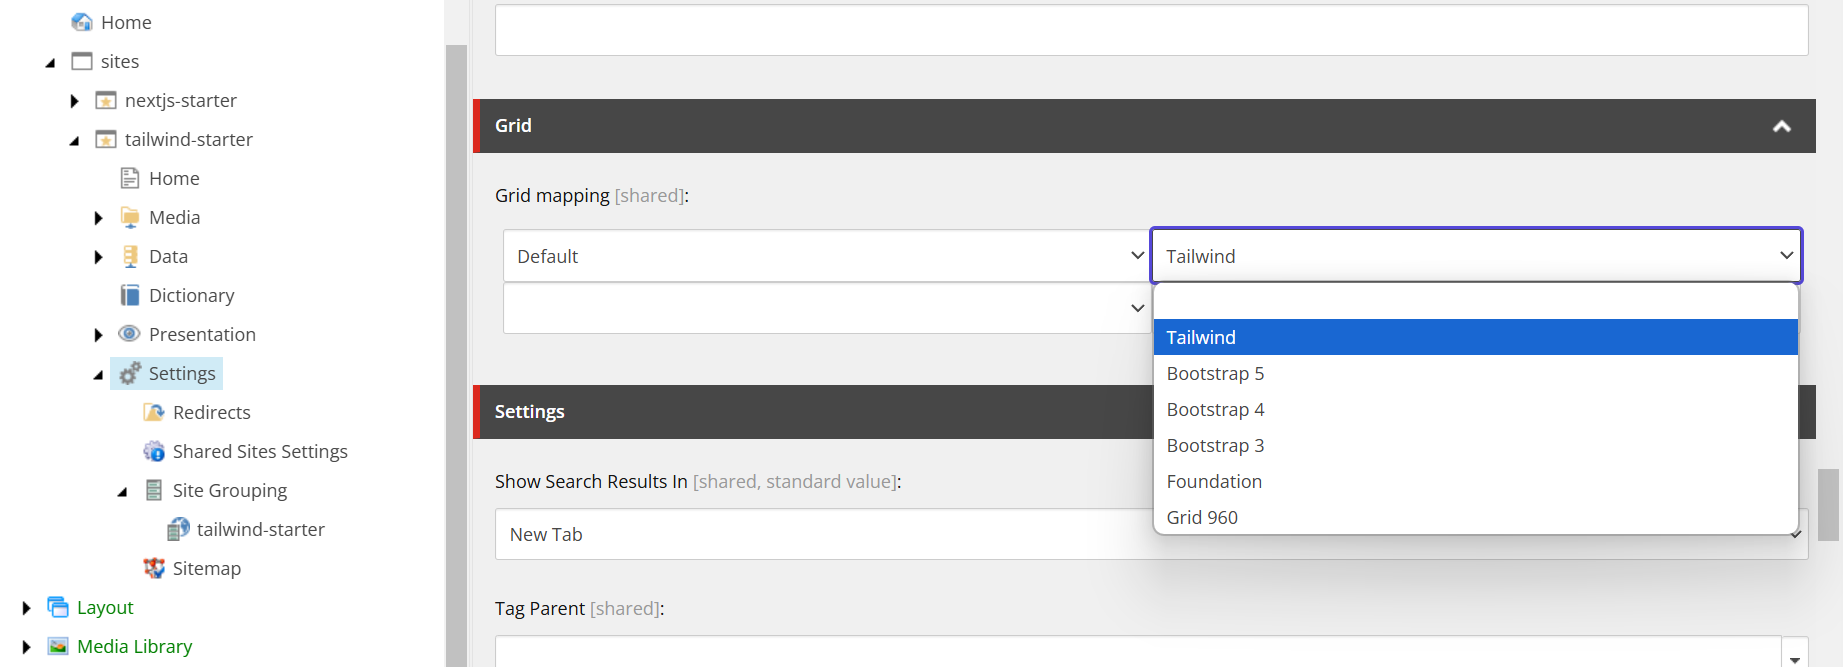 Home
sites
nextjs-starter
tailwind-starter
Home
Media
Data
Dictionary
Presentation
Settings
Redirects
Shared Sites Settings
Site Grouping
tailwind-starter
Sitemap
Layout
Media Library
Grid
Grid mapping [shared]:
Default
Tailwind
Tailwind
Bootstrap 5
Bootstrap 4
Bootstrap 3
Foundation
Grid 960
Settings
Show Search Results In [shared, standard value]:
New Tab
Tag Parent [shared]: